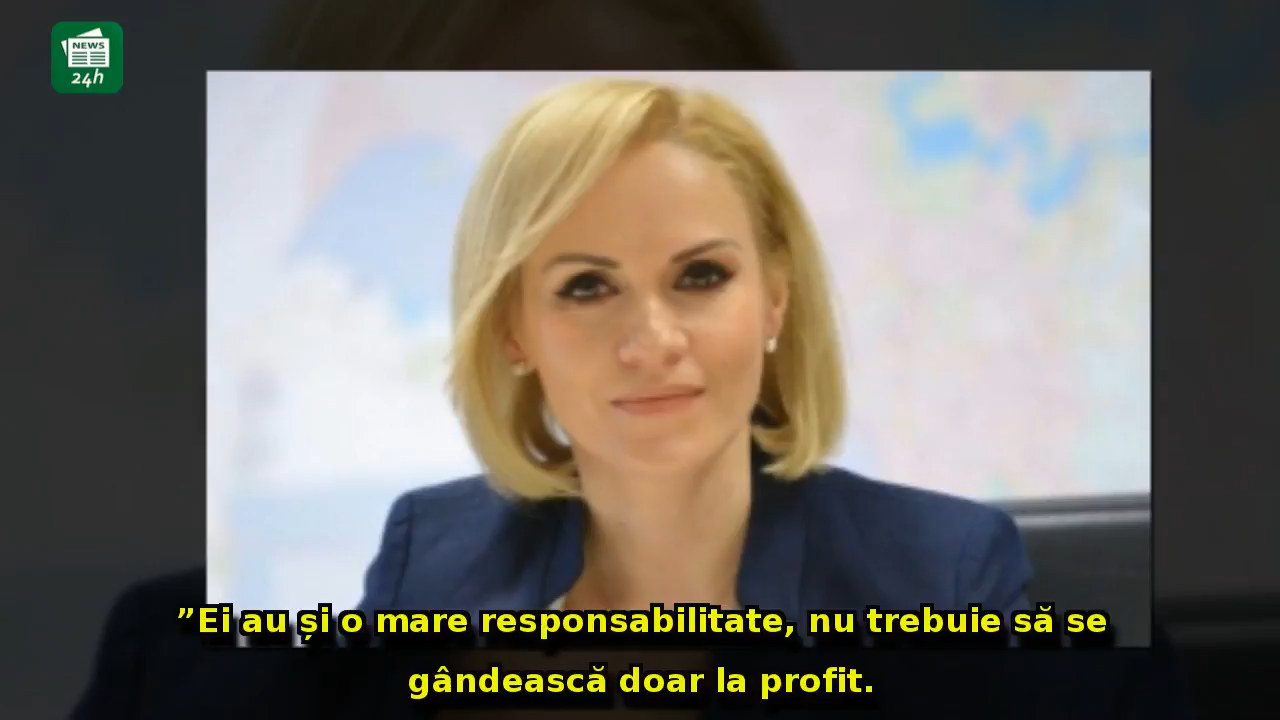 NEWS
24h
”Ei au și o mare responsabilitate, nu trebuie să se
gândească doar la profit.